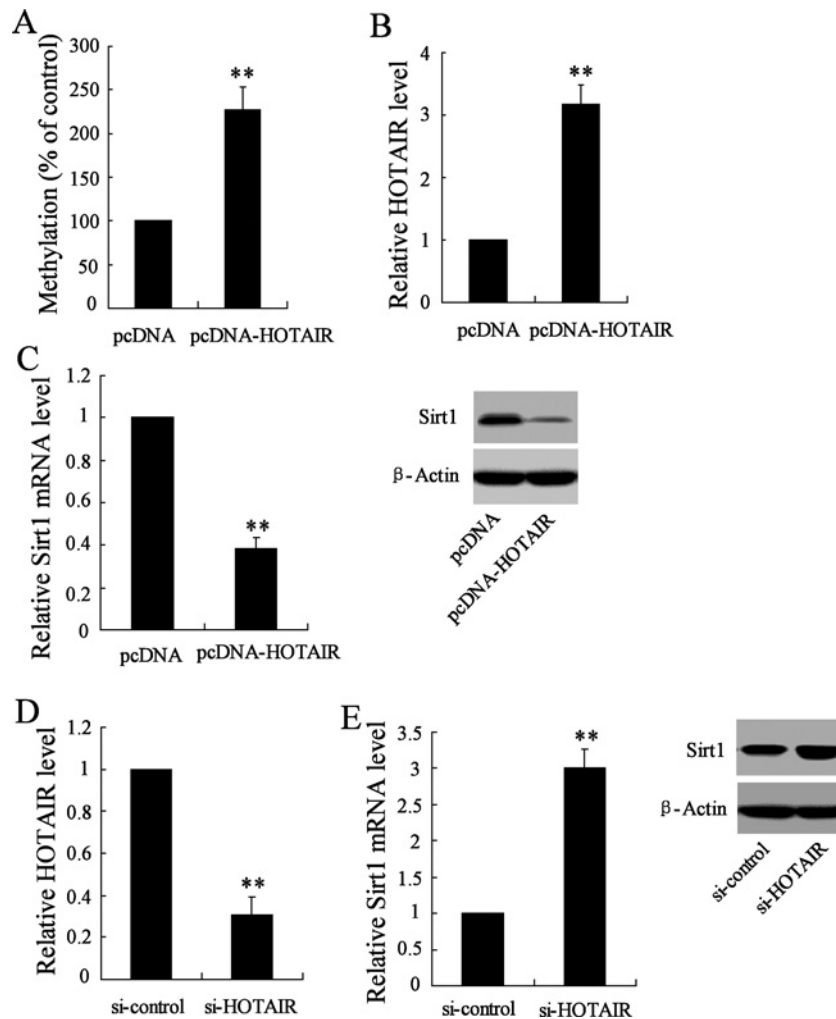 A
Methylation (% of control)
300
250
200
150
100
50
0
**
pcDNA pcDNA-HOTAIR
B
Relative HOTAIR level
4
3
2
1
0
**
pcDNA pcDNA-HOTAIR
C
Relative Sirt1 mRNA level
1.2
1
0.8
0.6
0.4
0.2
0
**
pcDNA pcDNA-HOTAIR
Sirt1
β-Actin
pcDNA
pcDNA-HOTAIR
D
Relative HOTAIR level
1.2
1
0.8
0.6
0.4
0.2
0
**
si-control si-HOTAIR
E
Relative Sirt1 mRNA level
3.5
3
2.5
2
1.5
1
0.5
0
**
si-control si-HOTAIR
Sirt1
β-Actin
si-control
si-HOTAIR